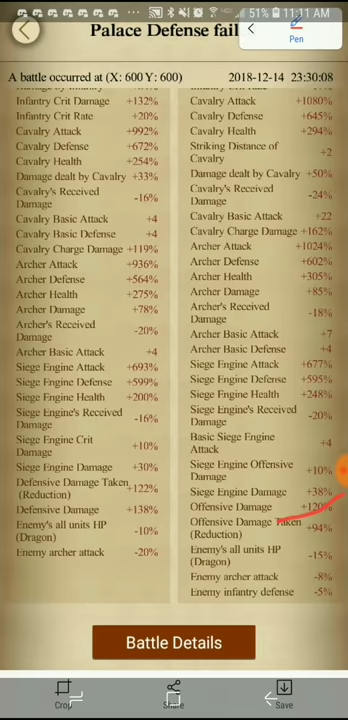 51% 11:11 AM
Palace Defense fail
Pen
A battle occurred at (X: 600 Y: 600) 2018-12-14 23:30:08
Infantry Crit Damage +132%
Infantry Crit Rate +20%
Cavalry Attack +992%
Cavalry Defense +672%
Cavalry Health +254%
Damage dealt by Cavalry +33%
Cavalry's Received
Damage -16%
Cavalry Basic Attack +4
Cavalry Basic Defense +4
Cavalry Charge Damage +119%
Archer Attack +936%
Archer Defense +564%
Archer Health +275%
Archer Damage +78%
Archer's Received
Damage -20%
Archer Basic Attack +4
Siege Engine Attack +693%
Siege Engine Defense +599%
Siege Engine Health +200%
Siege Engine's Received
Damage -16%
Siege Engine Crit
Damage +10%
Siege Engine Damage +30%
Defensive Damage Taken
(Reduction) +122%
Defensive Damage +138%
Enemy's all units HP
(Dragon) -10%
Enemy archer attack -20%
Cavalry Attack +1080%
Cavalry Defense +645%
Cavalry Health +294%
Striking Distance of
Cavalry +2
Damage dealt by Cavalry +50%
Cavalry's Received
Damage -24%
Cavalry Basic Attack +22
Cavalry Charge Damage +162%
Archer Attack +1024%
Archer Defense +602%
Archer Health +305%
Archer Damage +85%
Archer's Received
Damage -18%
Archer Basic Attack +7
Archer Basic Defense +4
Siege Engine Attack +677%
Siege Engine Defense +595%
Siege Engine Health +248%
Siege Engine's Received
Damage -20%
Basic Siege Engine
Attack +4
Siege Engine Offensive
Damage +10%
Siege Engine Damage +38%
Offensive Damage +120%
Offensive Damage Taken
(Reduction) +94%
Enemy's all units HP
(Dragon) -15%
Enemy archer attack -8%
Enemy infantry defense -5%
Battle Details
Crop Share Save